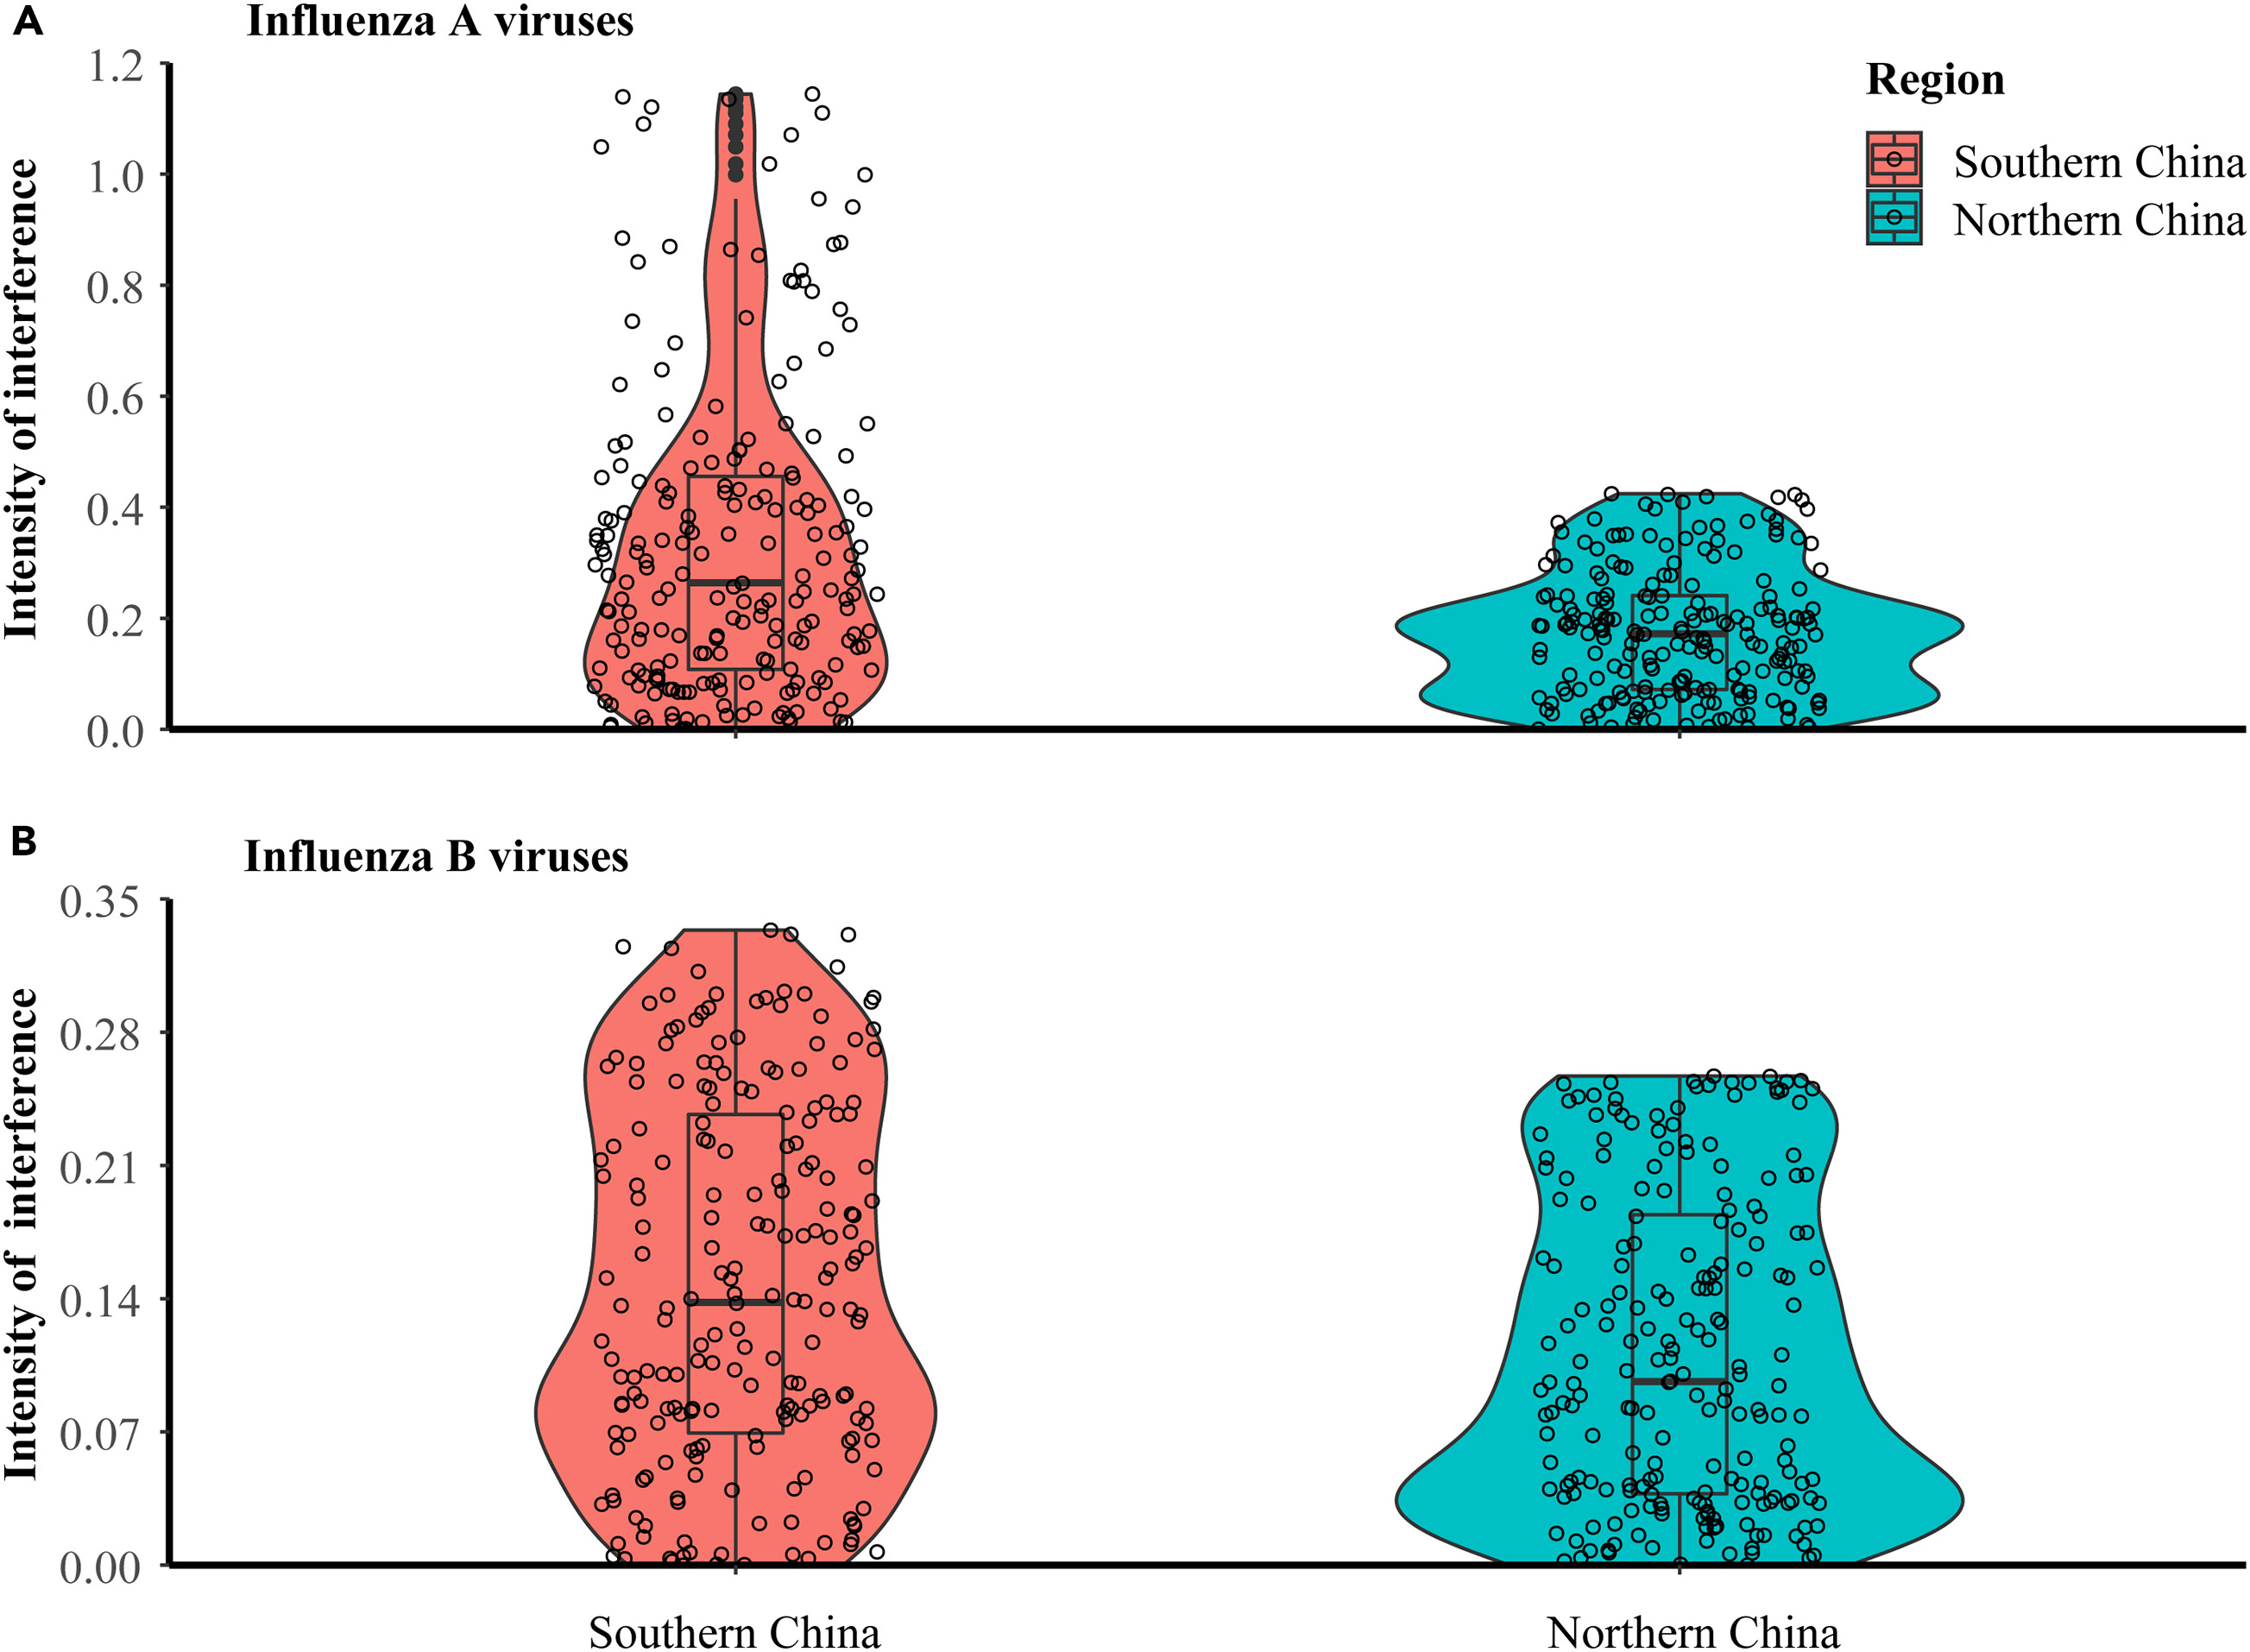 A
Influenza A viruses
Intensity of interference
1.2
1.0
0.8
0.6
0.4
0.2
0.0
Region
Southern China
Northern China
B
Influenza B viruses
Intensity of interference
0.35
0.28
0.21
0.14
0.07
0.00
Southern China
Northern China